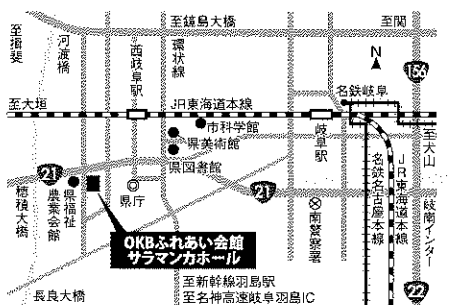 至鏡島大橋
至関
至揖斐
河渡橋
西岐阜駅
環状線
N
156
名鉄岐阜
至大垣
JR東海道本線
市科学館
県美術館
県図書館
岐阜駅
至犬山
21
県福祉
農業会館
県庁
21
穂積大橋
南警察署
名鉄名古屋本線
JR東海道本線
岐南インター
OKBふれあい会館
サラマンカホール
長良大橋
至新幹線羽島駅
至名神高速岐阜羽島IC
22